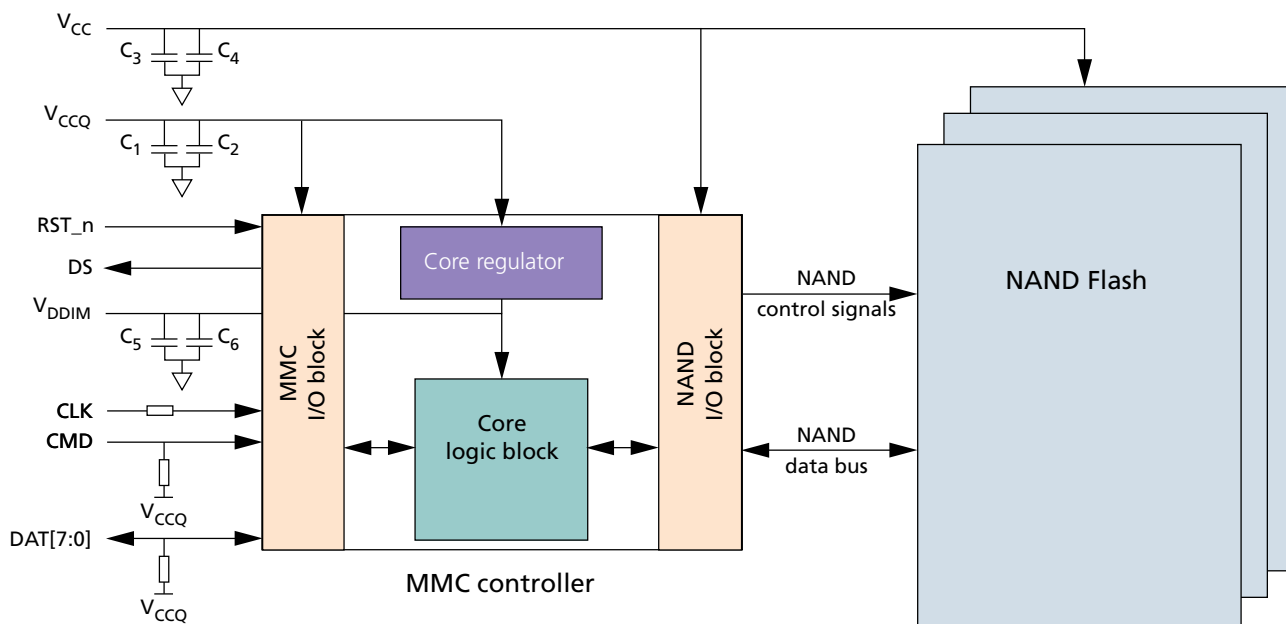 VCC
C3
C4
VCCQ
C1
C2
RST_n
DS
VDDIM
C5
C6
CLK
CMD
VCCQ
DAT[7:0]
VCCQ
MMC
I/O block
Core regulator
Core
logic block
NAND
I/O block
MMC controller
NAND
control signals
NAND
data bus
NAND Flash